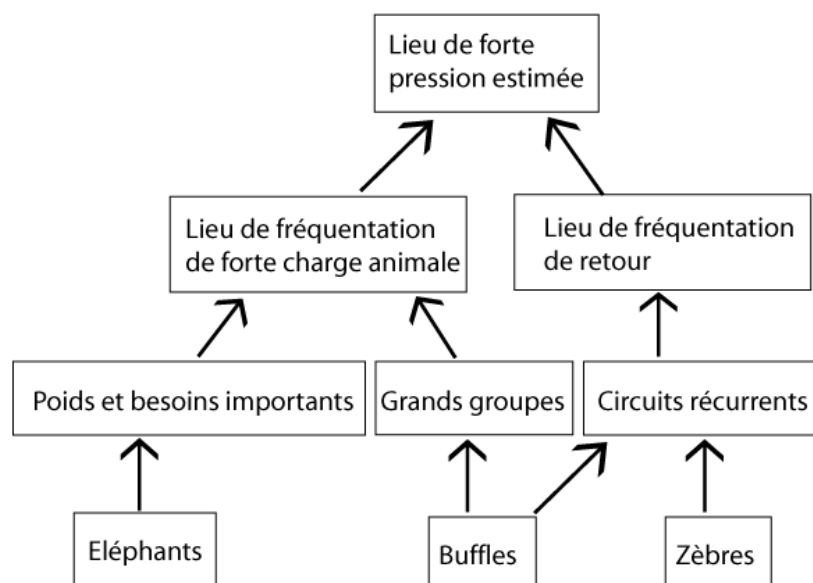 Lieu de forte
pression estimée
Lieu de fréquentation
de forte charge animale
Lieu de fréquentation
de retour
Poids et besoins importants
Grands groupes
Circuits récurrents
Eléphants
Buffles
Zèbres